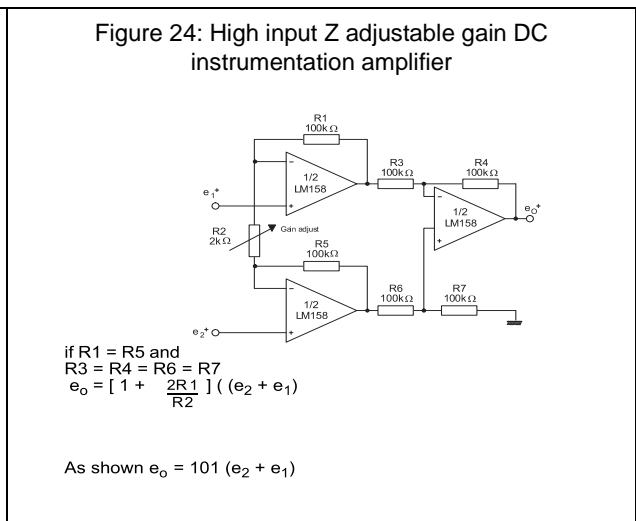 Figure 24: High input Z adjustable gain DC
instrumentation amplifier
R1
100kΩ
1/2
LM158
R3
100kΩ
R4
100kΩ
1/2
LM158
e1+
eO+
R2
2kΩ
Gain adjust
R5
100kΩ
1/2
LM158
R6
100kΩ
R7
100kΩ
e2+
if R1 = R5 and
R3 = R4 = R6 = R7
eo = [ 1 + 2R1/R2 ] ( (e2 + e1)
As shown eo = 101 (e2 + e1)